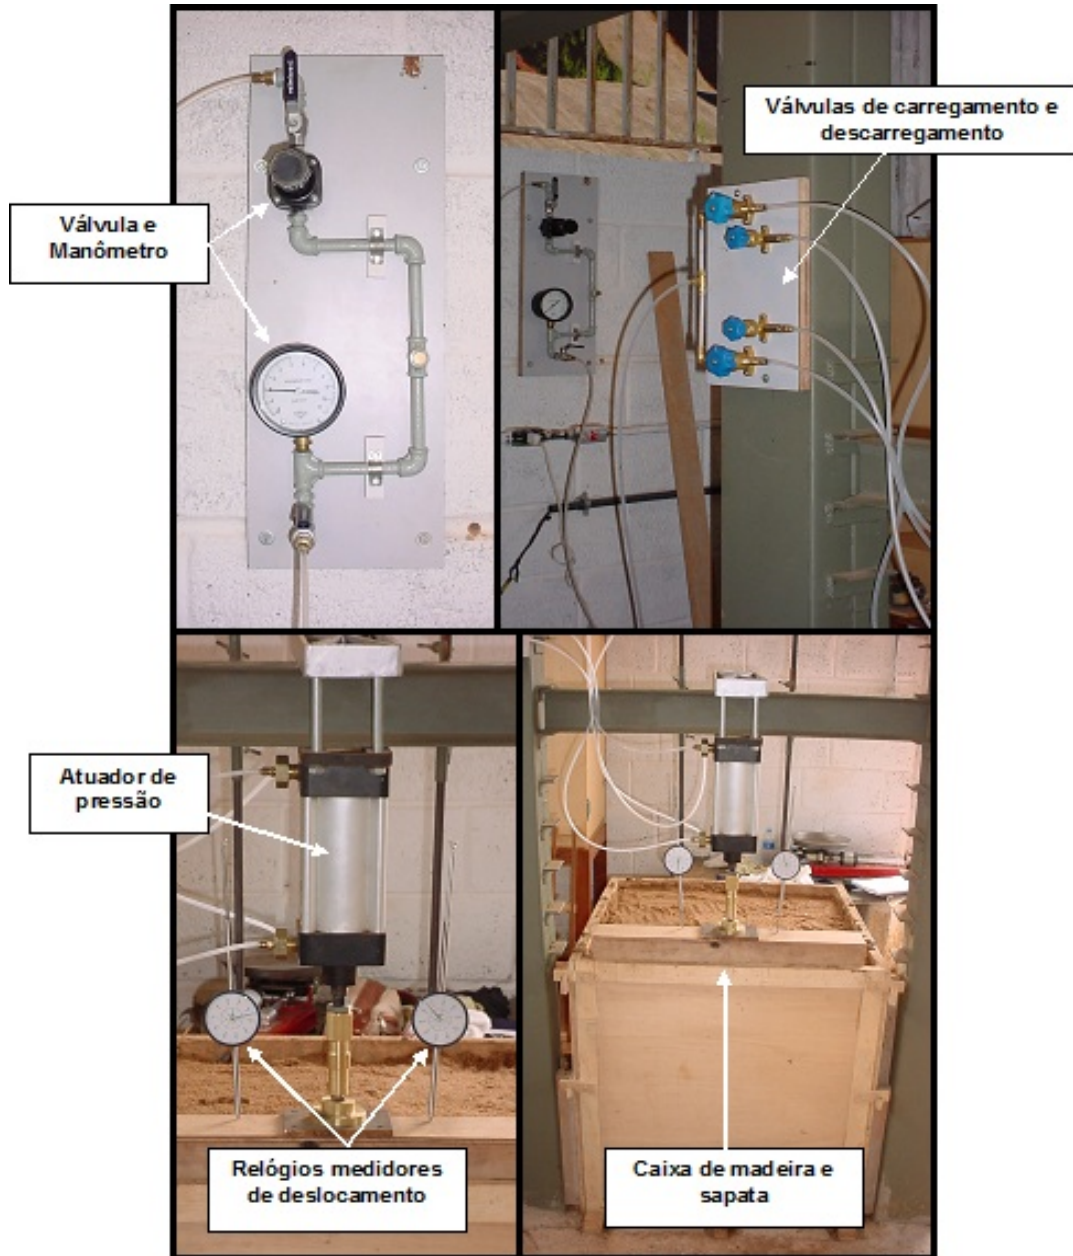 Válvulas de carregamento e
descarregamento
Válvula e
Manômetro
Atuador de
pressão
Relógios medidores
de deslocamento
Caixa de madeira e
sapata